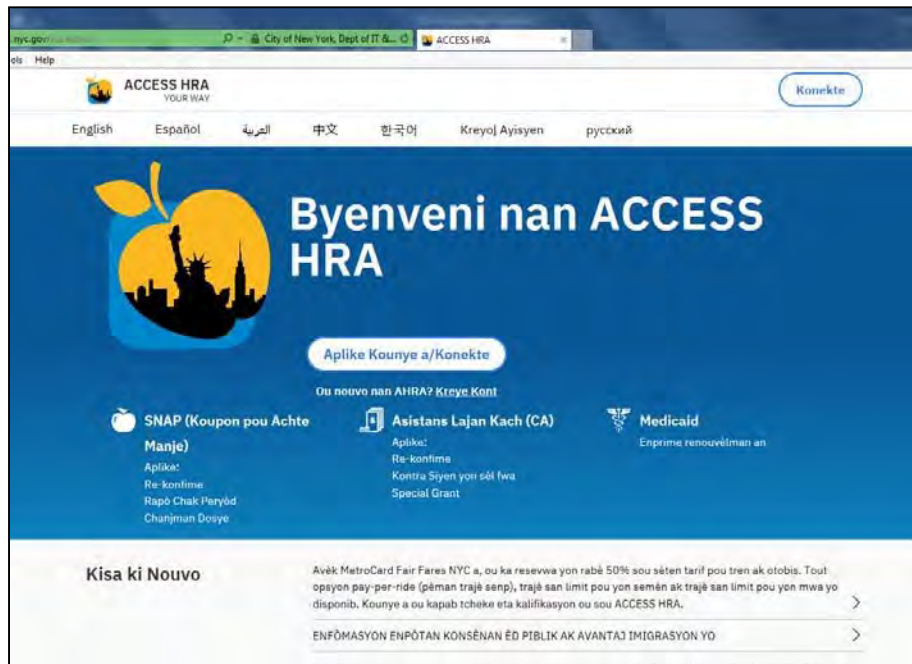 nyc.gov
City of New York, Dept of IT &...
ACCESS HRA
Help
ACCESS HRA
YOUR WAY
Konekte
English Español العربية 中文 한국어 Kreyol Ayisyen русский
Byenveni nan ACCESS
HRA
Aplike Kounye a/Konekte
Ou nouvo nan AHRA? Kreye Kont
SNAP (Koupon pou Achte
Manje)
Aplike:
Re-konfime
Rapò Chak Peryòd
Chanjman Dosye
Asistans Lajan Kach (CA)
Aplike:
Re-konfime
Kontra Siyen yon sèl fwa
Special Grant
Medicaid
Enprime renouvèlman an
Kisa ki Nouvo
Avèk MetroCard Fair Fares NYC a, ou ka resevwa yon rabè 50% sou sèten tarif pou tren ak otobis. Tout
opsyon pay-per-ride (pèman trajè senp), trajè san limit pou yon semèn ak trajè san limit pou yon mwa yo
disponib. Kounye a ou kapab tcheke eta kalifikasyon ou sou ACCESS HRA.
ENFÒMASYON ENPÒTAN KONSÈNAN ÈD PIBLIK AK AVANTAJ IMIGRASYON YO